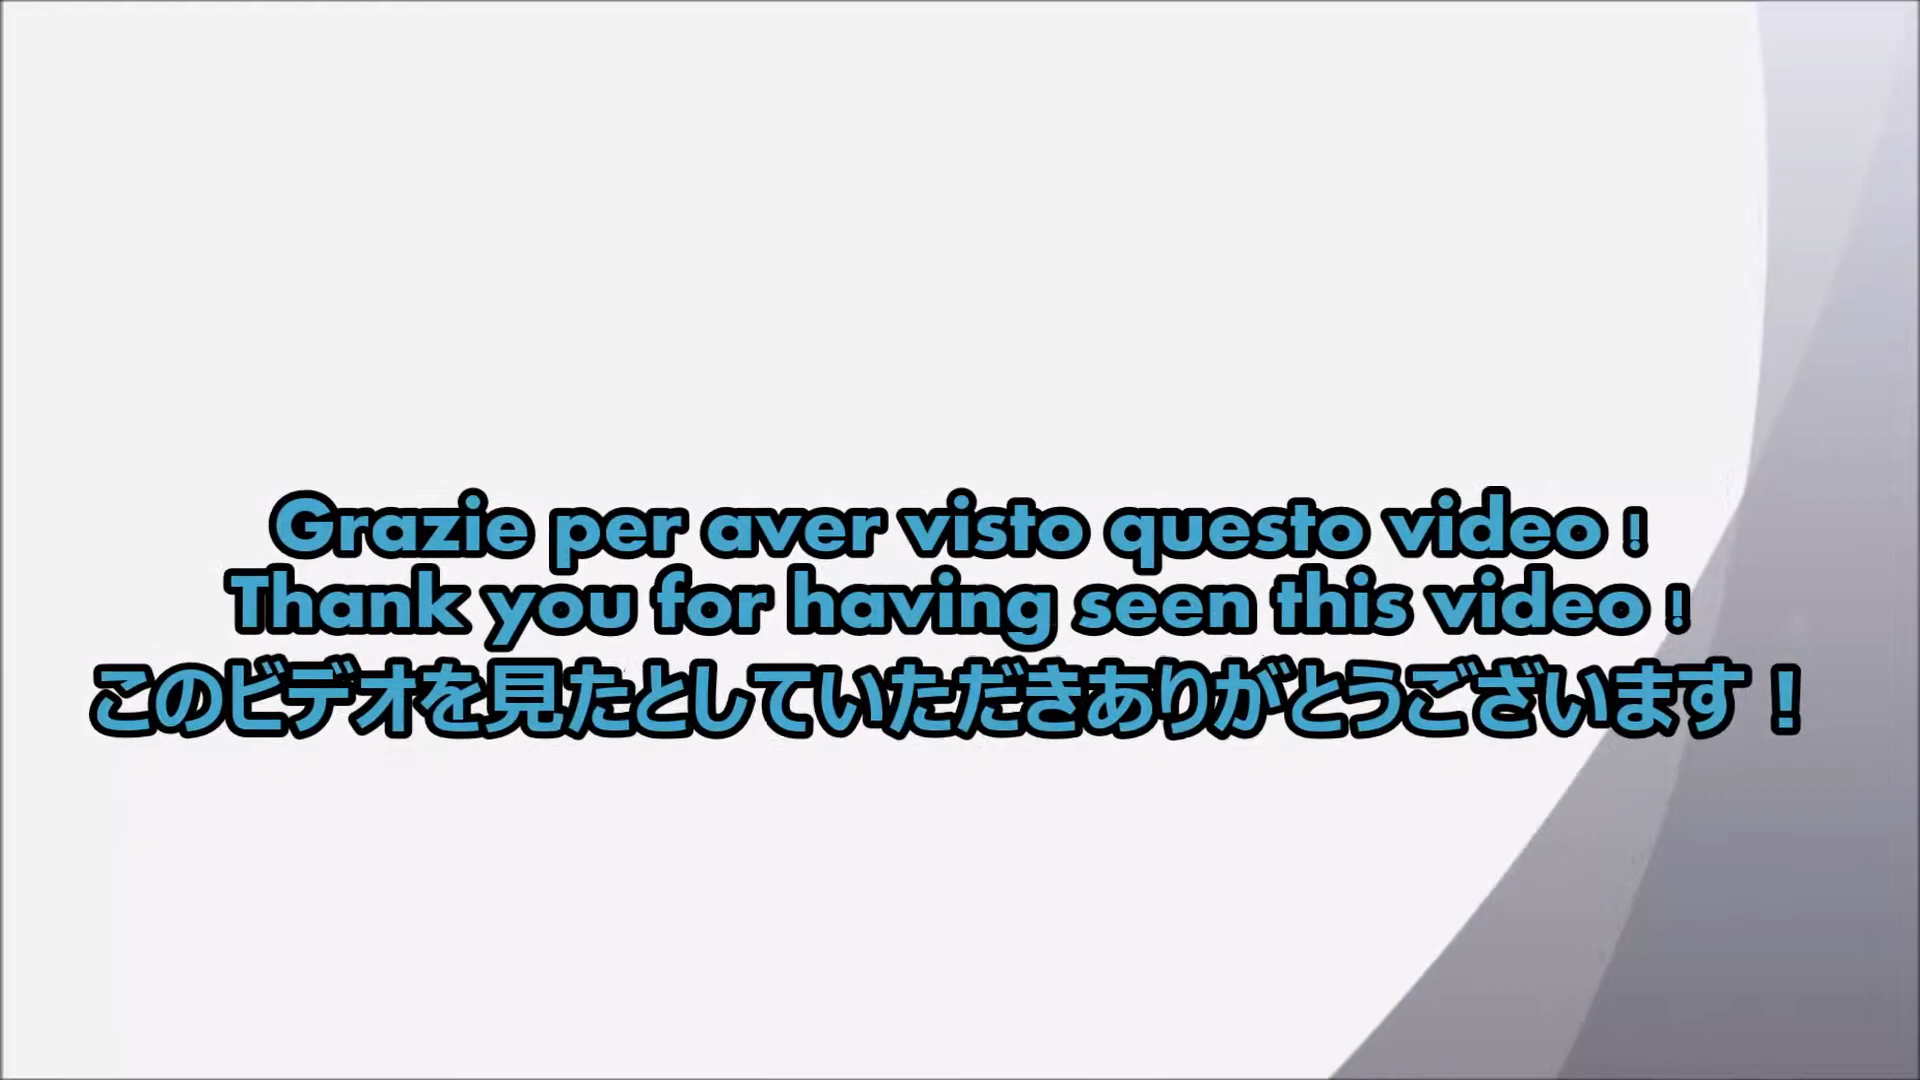 Grazie per aver visto questo video !
Thank you for having seen this video !
このビデオを見たとしていただきありがとうございます！